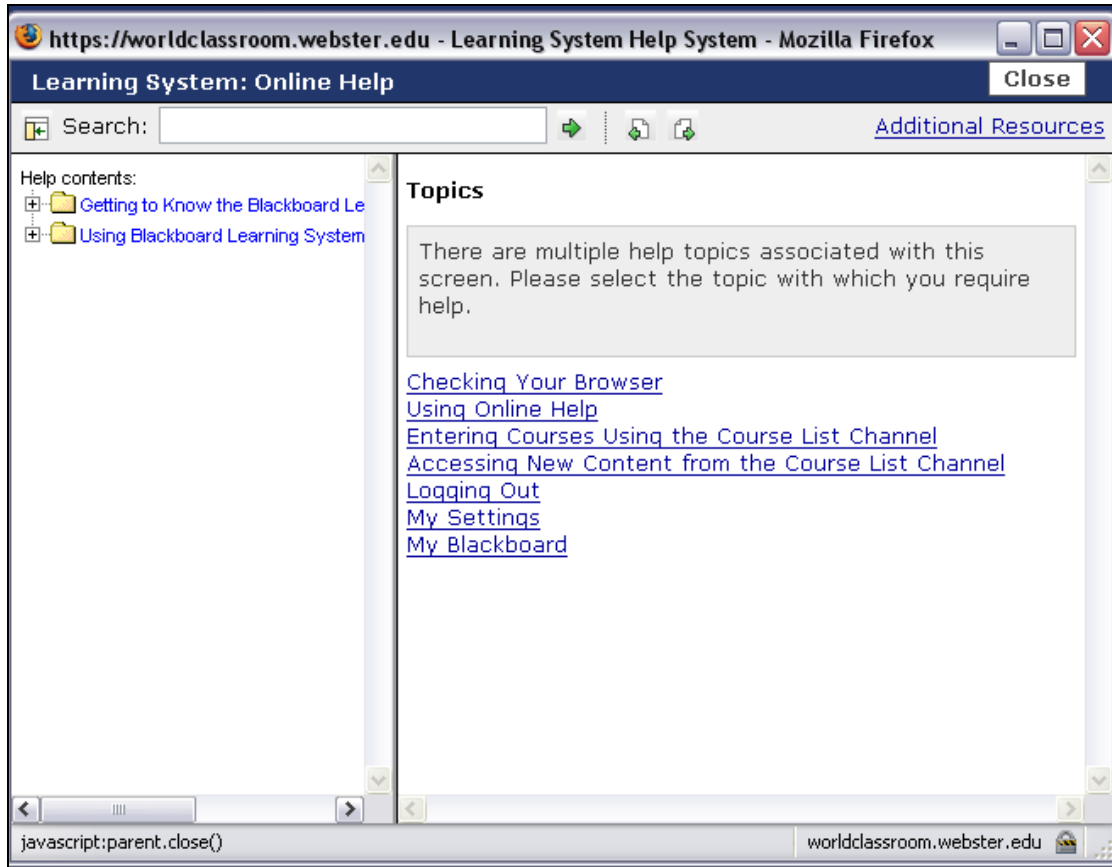 https://worldclassroom.webster.edu - Learning System Help System - Mozilla Firefox
Learning System: Online Help
Close
Search:
Additional Resources
Help contents:
Getting to Know the Blackboard Le
Using Blackboard Learning System
Topics
There are multiple help topics associated with this
screen. Please select the topic with which you require
help.
Checking Your Browser
Using Online Help
Entering Courses Using the Course List Channel
Accessing New Content from the Course List Channel
Logging Out
My Settings
My Blackboard
javascript:parent.close()
worldclassroom.webster.edu